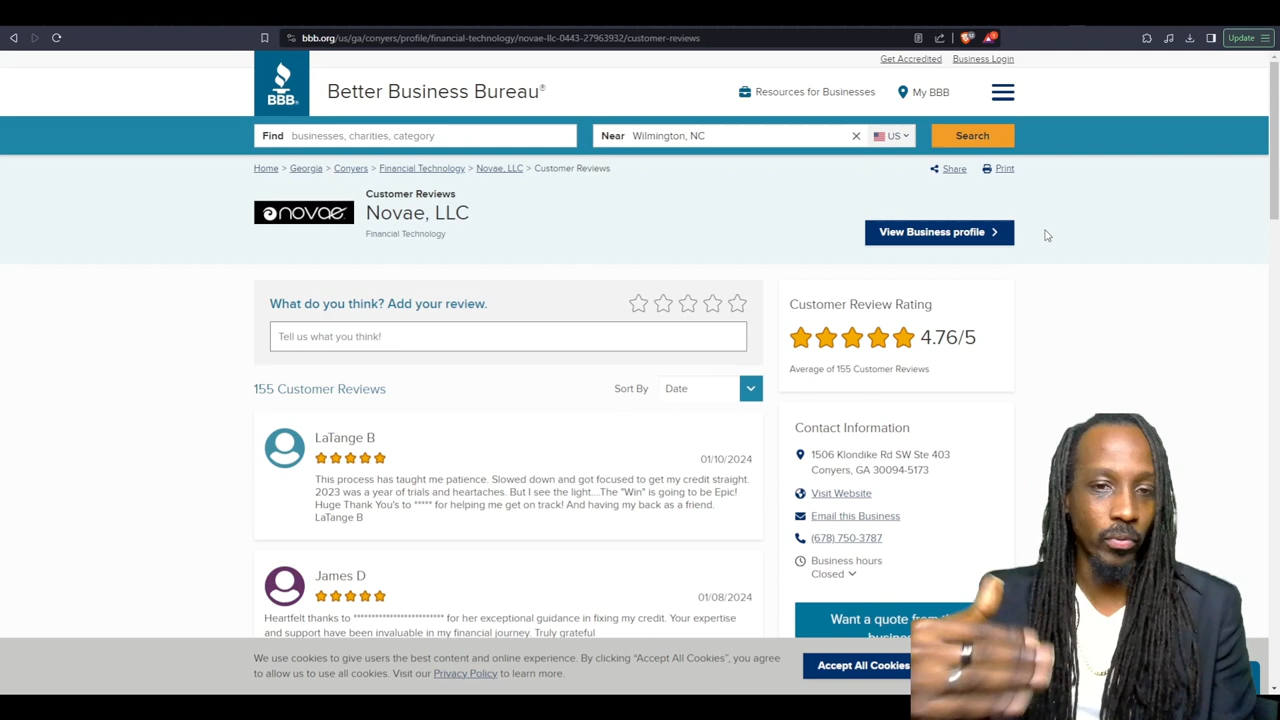 bbb.org/us/ga/conyers/profile/financial-technology/novae-llc-0443-27963932/customer-reviews
Update
Get Accredited
Business Login
BBB
Better Business Bureau®
Resources for Businesses
My BBB
Find businesses, charities, category
Near Wilmington, NC
US
Search
Home > Georgia > Conyers > Financial Technology > Novae, LLC > Customer Reviews
Share
Print
novae
Customer Reviews
Novae, LLC
Financial Technology
View Business profile
What do you think? Add your review.
Tell us what you think!
Customer Review Rating
4.76/5
Average of 155 Customer Reviews
155 Customer Reviews
Sort By Date
LaTange B
01/10/2024
This process has taught me patience. Slowed down and got focused to get my credit straight.
2023 was a year of trials and heartaches. But I see the light....The "Win" is going to be Epic!
Huge Thank You's to ***** for helping me get on track! And having my back as a friend.
LaTange B
Contact Information
1506 Klondike Rd SW Ste 403
Conyers, GA 30094-5173
Visit Website
Email this Business
(678) 750-3787
Business hours
Closed
James D
01/08/2024
Heartfelt thanks to ************************* for her exceptional guidance in fixing my credit. Your expertise
and support have been invaluable in my financial journey. Truly grateful
Want a quote from
We use cookies to give users the best content and online experience. By clicking “Accept All Cookies”, you agree
to allow us to use all cookies. Visit our Privacy Policy to learn more.
Accept All Cookies